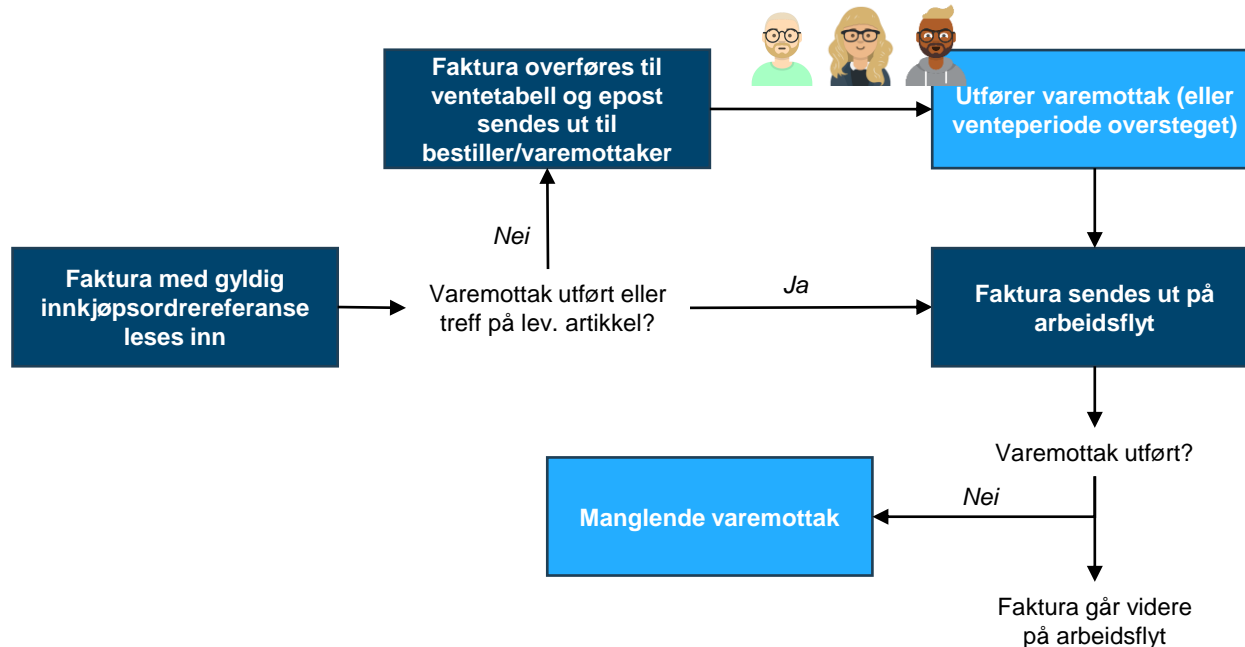 Faktura overføres til
ventetabell og epost
sendes ut til
bestiller/varemottaker
Utfører varemottak (eller
venteperiode oversteget)
Nei
Faktura med gyldig
innkjøpsordrereferanse
leses inn
Varemottak utført eller
treff på lev. artikkel?
Ja
Faktura sendes ut på
arbeidsflyt
Varemottak utført?
Nei
Manglende varemottak
Faktura går videre
på arbeidsflyt